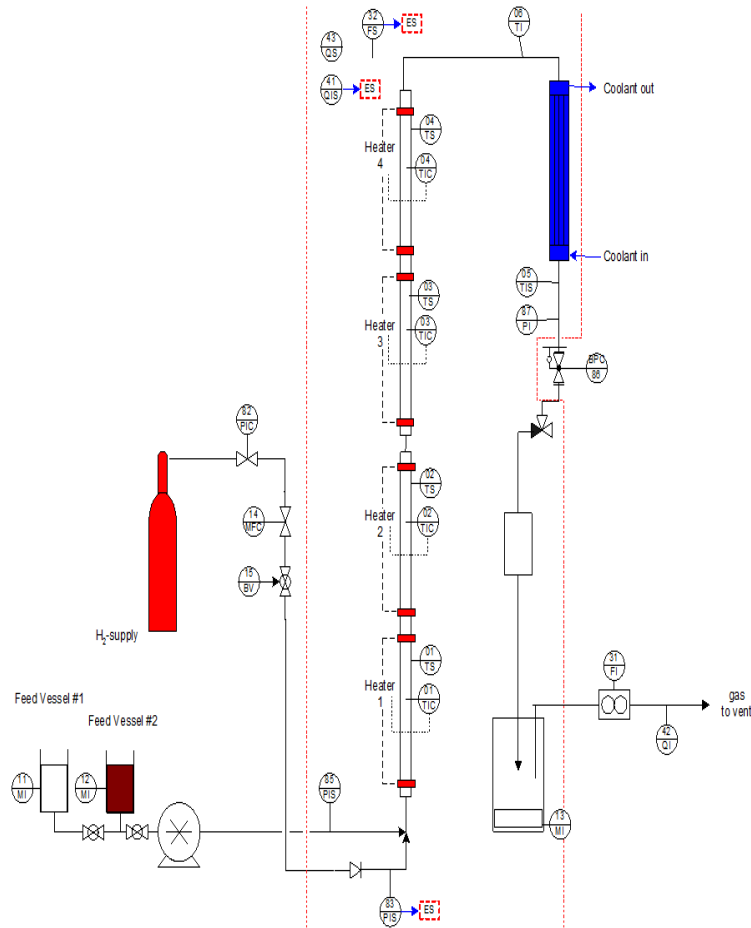 32
FS
ES
43
QS
41
QIS
ES
06
TI
Coolant out
04
TS
Heater
4
04
TIC
Coolant in
05
TIS
03
TS
87
PI
03
TIC
Heater
3
BPC
86
82
PIC
02
TS
14
MFC
02
TIC
Heater
2
15
BV
H2-supply
01
TS
31
FI
Feed Vessel #1
01
TIC
Heater
1
gas
to vent
Feed Vessel #2
42
QI
11
MI
12
MI
85
PIS
13
MI
83
PIS
ES